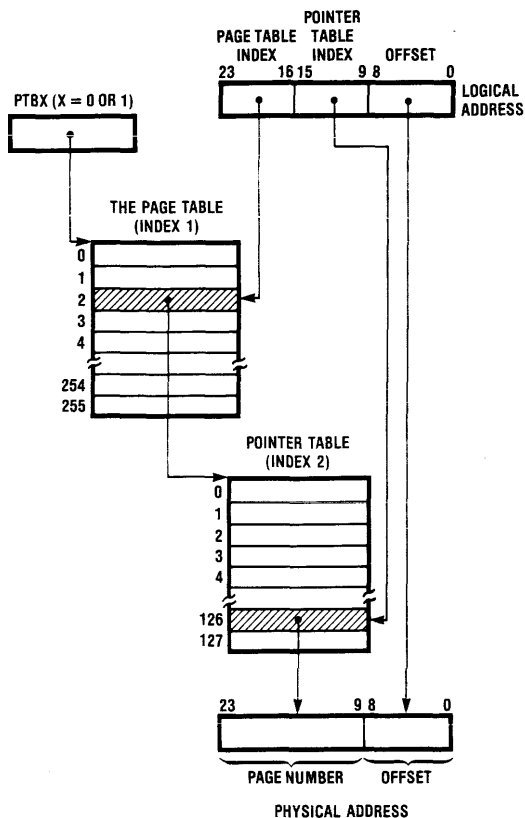 POINTER
PAGE TABLE TABLE
INDEX INDEX OFFSET
23 16 15 9 8 0
LOGICAL
ADDRESS
PTBX (X = 0 OR 1)
THE PAGE TABLE
(INDEX 1)
0
1
2
3
4
254
255
POINTER TABLE
(INDEX 2)
0
1
2
3
4
126
127
23 9 8 0
PAGE NUMBER OFFSET
PHYSICAL ADDRESS